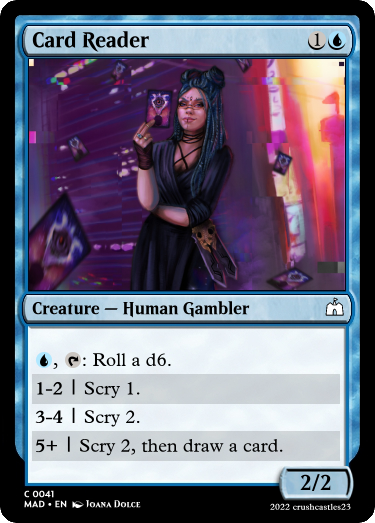 Card Reader 1
Creature — Human Gambler
, : Roll a d6.
1-2 | Scry 1.
3-4 | Scry 2.
5+ | Scry 2, then draw a card.
2/2
C 0041
MAD • EN Joana Dolce
2022 crushcastles23